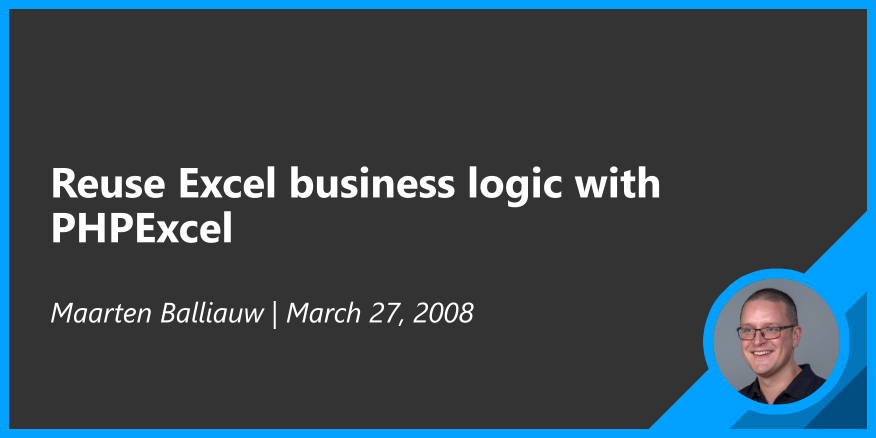 Reuse Excel business logic with
PHPExcel
Maarten Balliauw | March 27, 2008